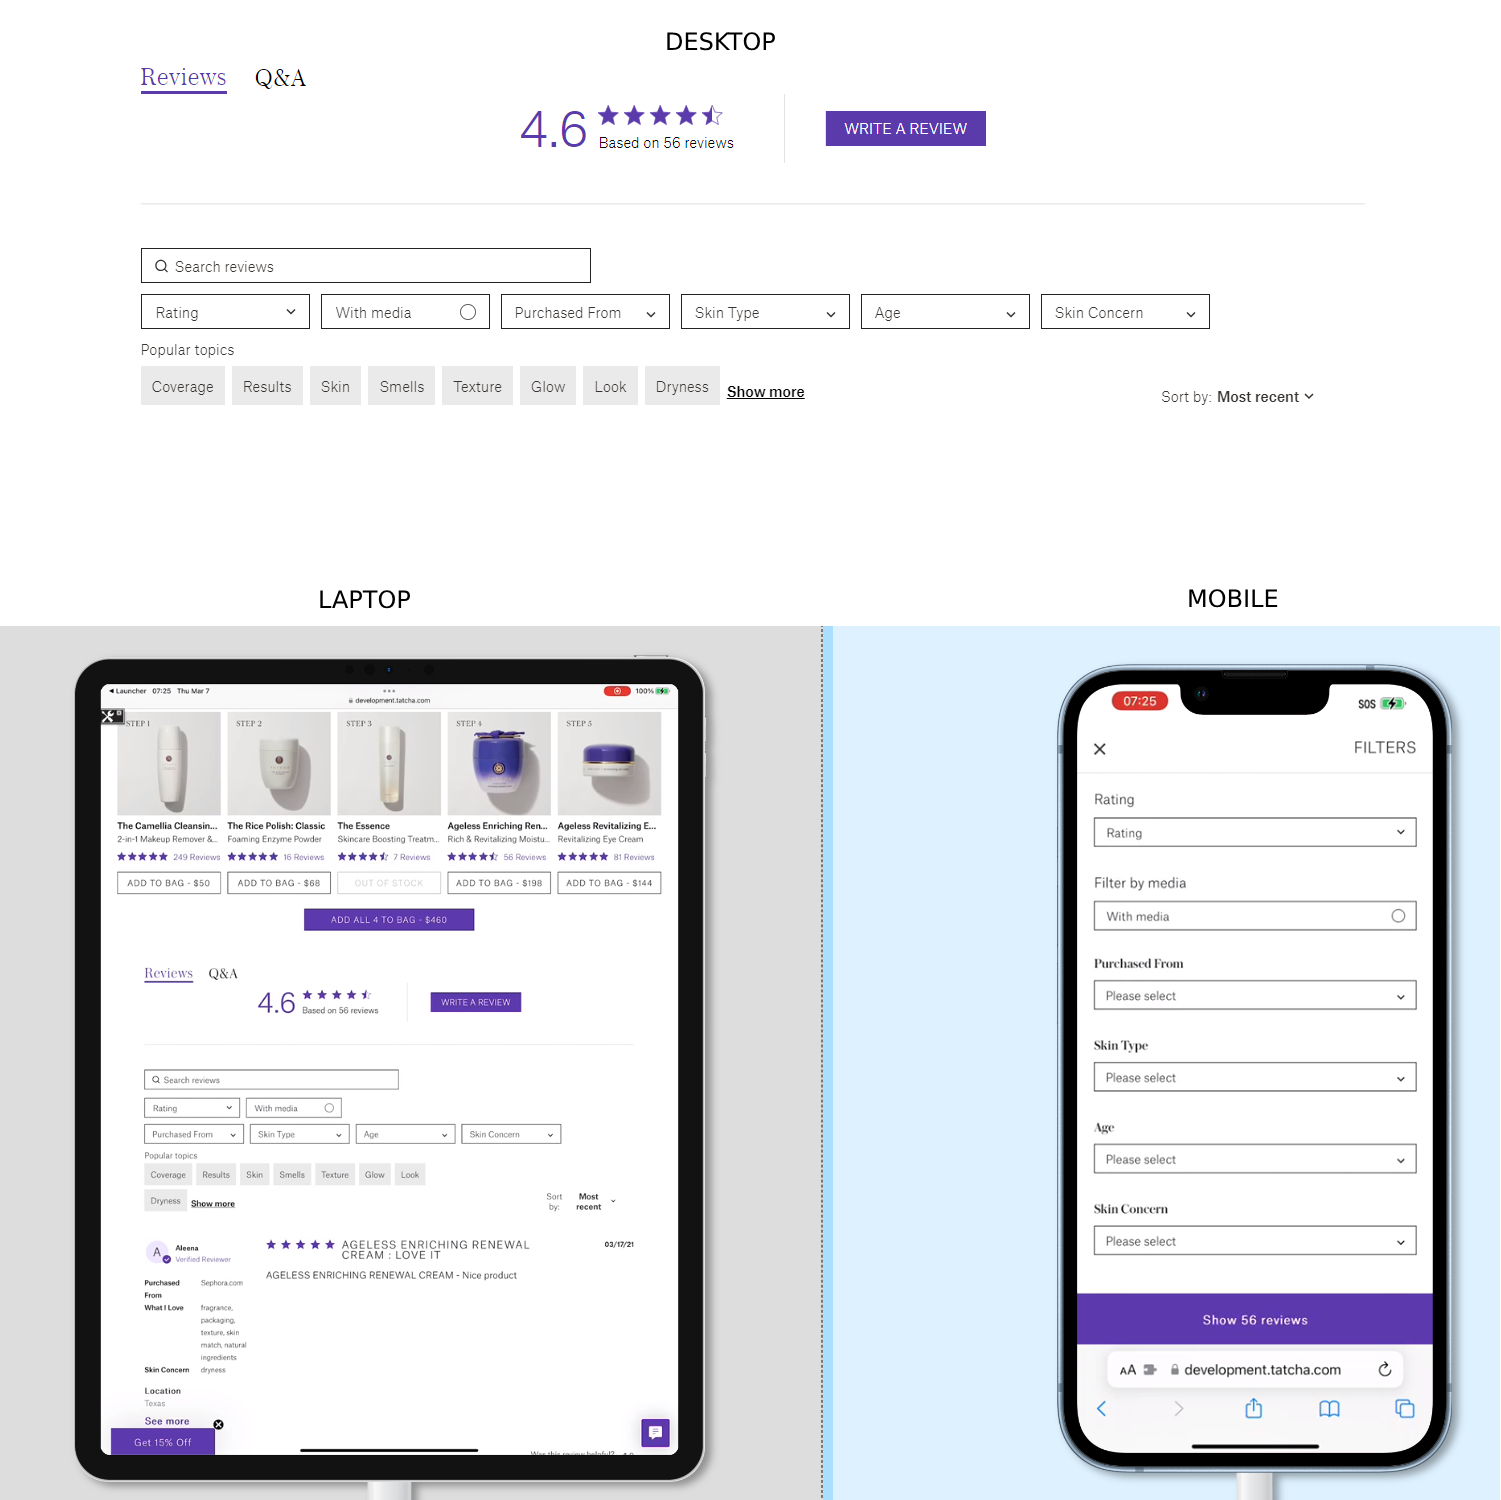 DESKTOP
Reviews Q&A
4.6
Based on 56 reviews
WRITE A REVIEW
Search reviews
Rating With media Purchased From Skin Type Age Skin Concern
Popular topics
Coverage Results Skin Smells Texture Glow Look Dryness Show more
Sort by: Most recent
LAPTOP
Launcher 07:25 Thu Mar 7
100%
development.tatcha.com
STEP 1 STEP 2 STEP 3 STEP 4 STEP 5
The Camellia Cleansin... The Rice Polish: Classic The Essence Ageless Enriching Ren... Ageless Revitalizing E...
2-in-1 Makeup Remover &... Foaming Enzyme Powder Skincare Boosting Treatm... Rich & Revitalizing Moistu... Revitalizing Eye Cream
249 Reviews 16 Reviews 7 Reviews 56 Reviews 81 Reviews
ADD TO BAG - $50 ADD TO BAG - $68 OUT OF STOCK ADD TO BAG - $198 ADD TO BAG - $144
ADD ALL 4 TO BAG - $460
Reviews Q&A
4.6
Based on 56 reviews
WRITE A REVIEW
Search reviews
Rating With media
Purchased From Skin Type Age Skin Concern
Popular topics
Coverage Results Skin Smells Texture Glow Look
Dryness Show more
Sort by:
Most recent
A
Aleena
Verified Reviewer
AGELESS ENRICHING RENEWAL
CREAM : LOVE IT
03/17/21
AGELESS ENRICHING RENEWAL CREAM - Nice product
Purchased From
Sephora.com
What I Love
fragrance,
packaging,
texture, skin
match, natural
ingredients
Skin Concern dryness
Location
Texas
See more
Get 15% Off
Was this review helpful?
MOBILE
07:25
SOS
FILTERS
Rating
Rating
Filter by media
With media
Purchased From
Please select
Skin Type
Please select
Age
Please select
Skin Concern
Please select
Show 56 reviews
AA development.tatcha.com